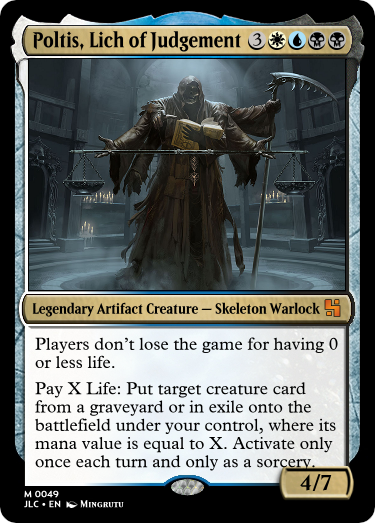 Poltis, Lich of Judgement 3
Legendary Artifact Creature — Skeleton Warlock
Players don't lose the game for having 0
or less life.
Pay X Life: Put target creature card
from a graveyard or in exile onto the
battlefield under your control, where its
mana value is equal to X. Activate only
once each turn and only as a sorcery.
4/7
M 0049
JLC • EN Mingrutu